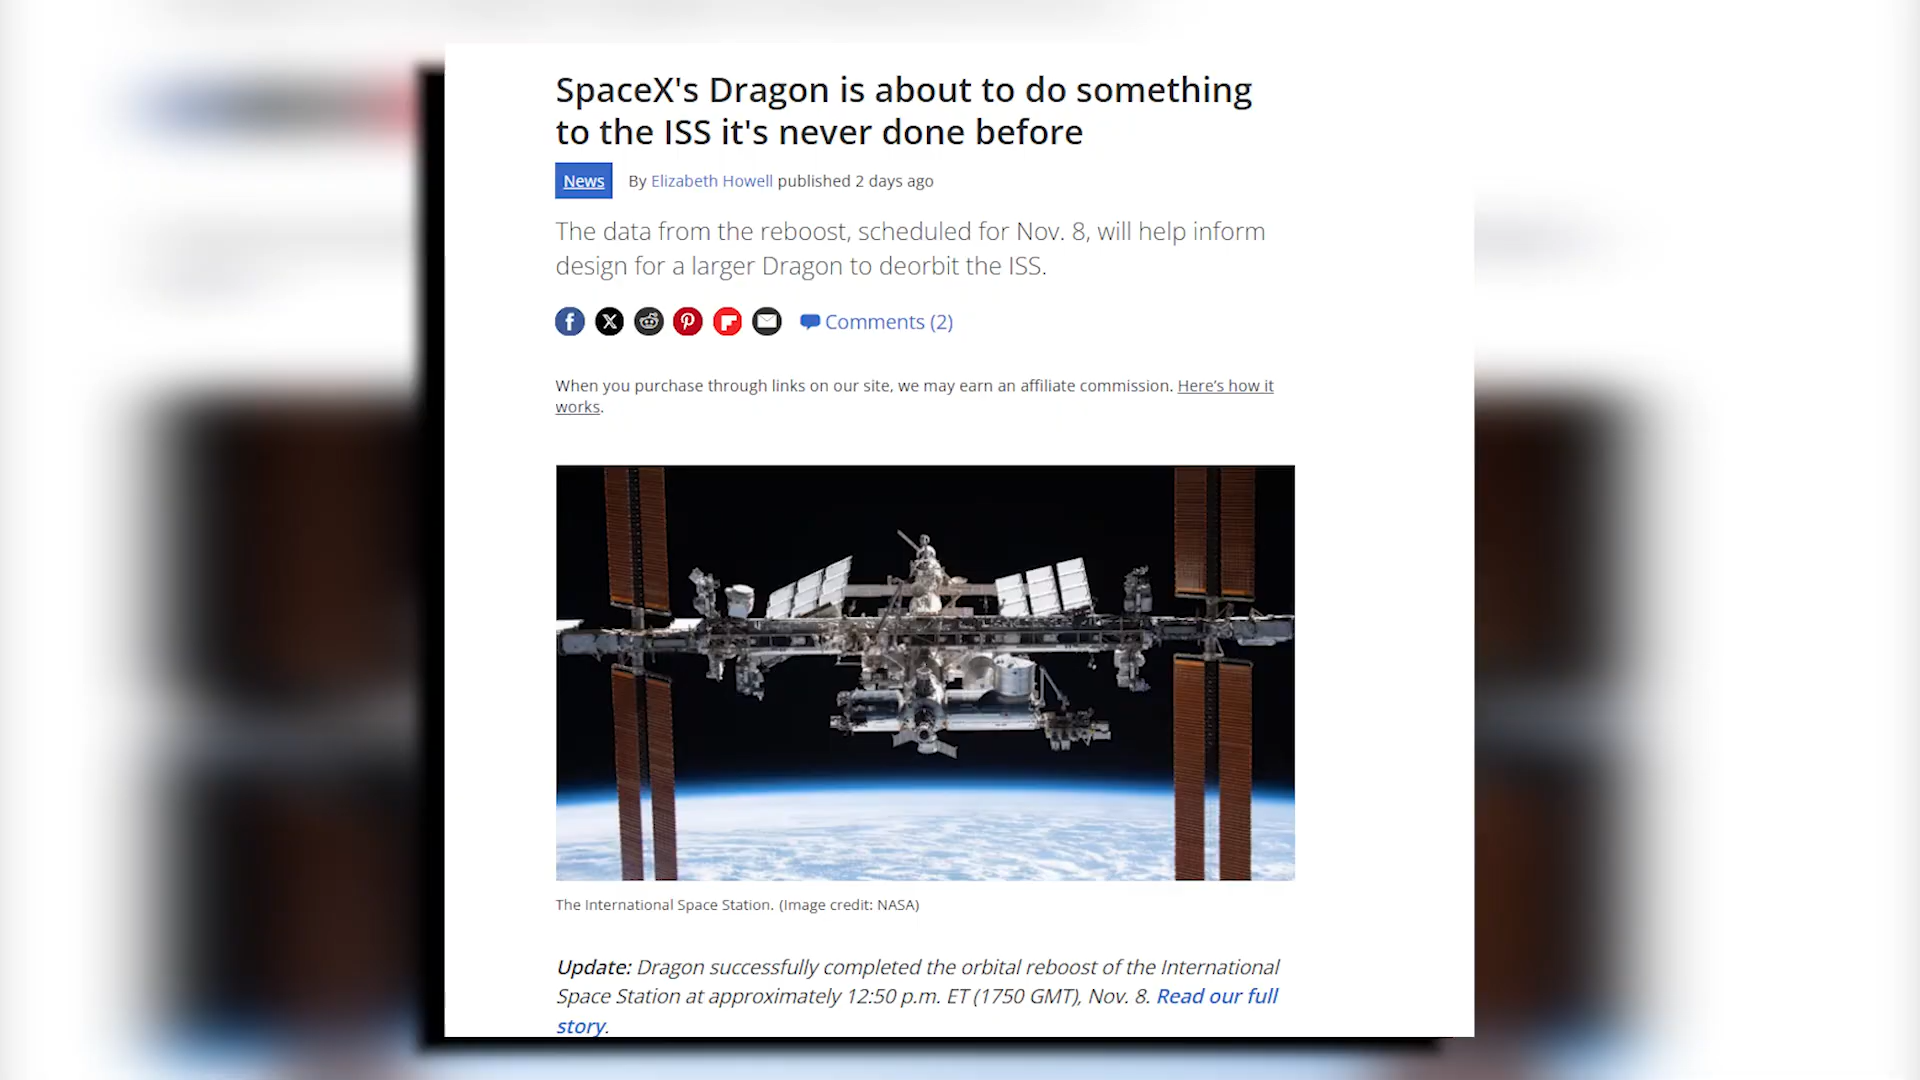 SpaceX's Dragon is about to do something
to the ISS it's never done before
News By Elizabeth Howell published 2 days ago
The data from the reboost, scheduled for Nov. 8, will help inform
design for a larger Dragon to deorbit the ISS.
Comments (2)
When you purchase through links on our site, we may earn an affiliate commission. Here’s how it
works.
The International Space Station. (Image credit: NASA)
Update: Dragon successfully completed the orbital reboost of the International
Space Station at approximately 12:50 p.m. ET (1750 GMT), Nov. 8. Read our full
story.